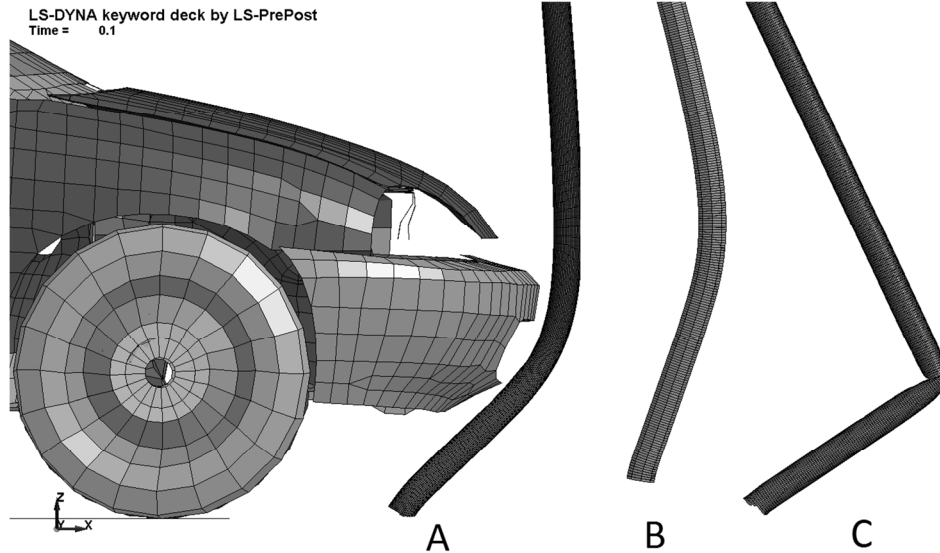 LS-DYNA keyword deck by LS-PrePost
Time = 0.1
Z
Y X
A B C